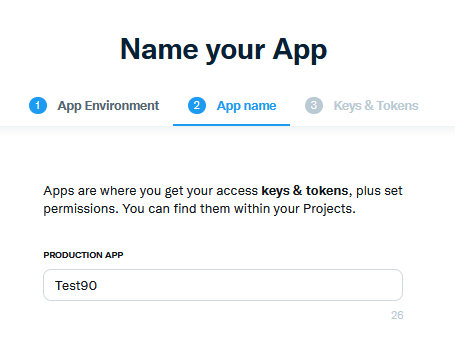 Name your App
1 App Environment 2 App name 3 Keys & Tokens
Apps are where you get your access keys & tokens, plus set
permissions. You can find them within your Projects.
PRODUCTION APP
Test90
26